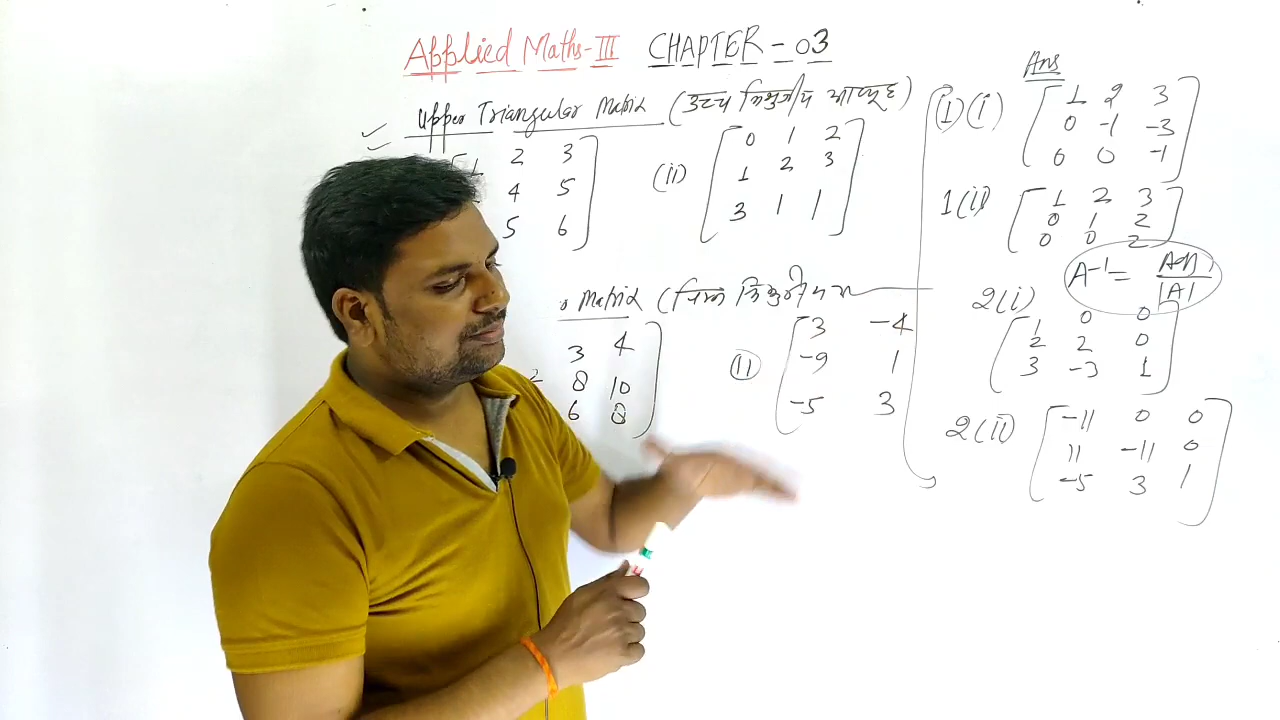 Applied Maths-III CHAPTER-03
Upper Triangular Matrix (उच्च त्रिभुजीय आव्यूह)
2 3
4 5
5 6
(ii) 0 1 2
1 2 3
3 1 1
Matrix
3 4
8 10
6 8
(ii) 3 -4
-9 1
-5 3
Ans
1(i) 1 2 3
0 -1 -3
0 0 -1
1(ii) 1 2 3
0 1 2
0 0 2
A⁻¹ =
|A|
2(i)
1 0 0
2 2 0
3 -3 1
2(ii) -11 0 0
11 -11 0
-5 3 1